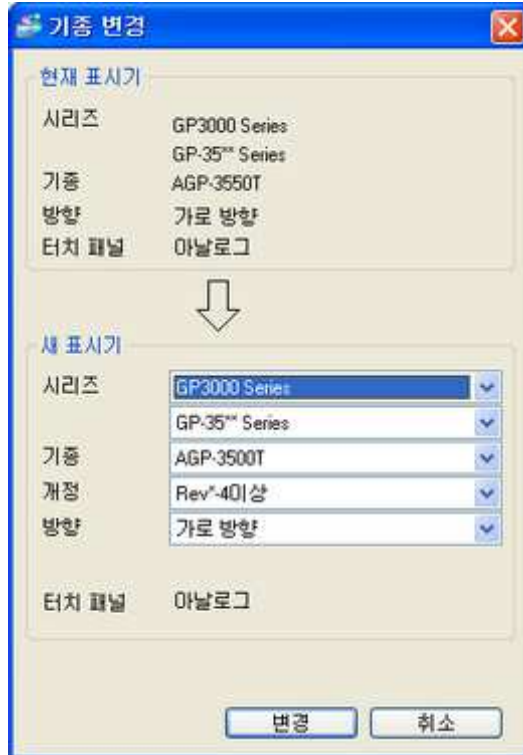 기종 변경
현재 표시기
시리즈 GP3000 Series
GP-35** Series
기종 AGP-3550T
방향 가로 방향
터치 패널 아날로그
새 표시기
시리즈 GP3000 Series
GP-35** Series
기종 AGP-3500T
개정 Rev*-4이상
방향 가로 방향
터치 패널 아날로그
변경 취소